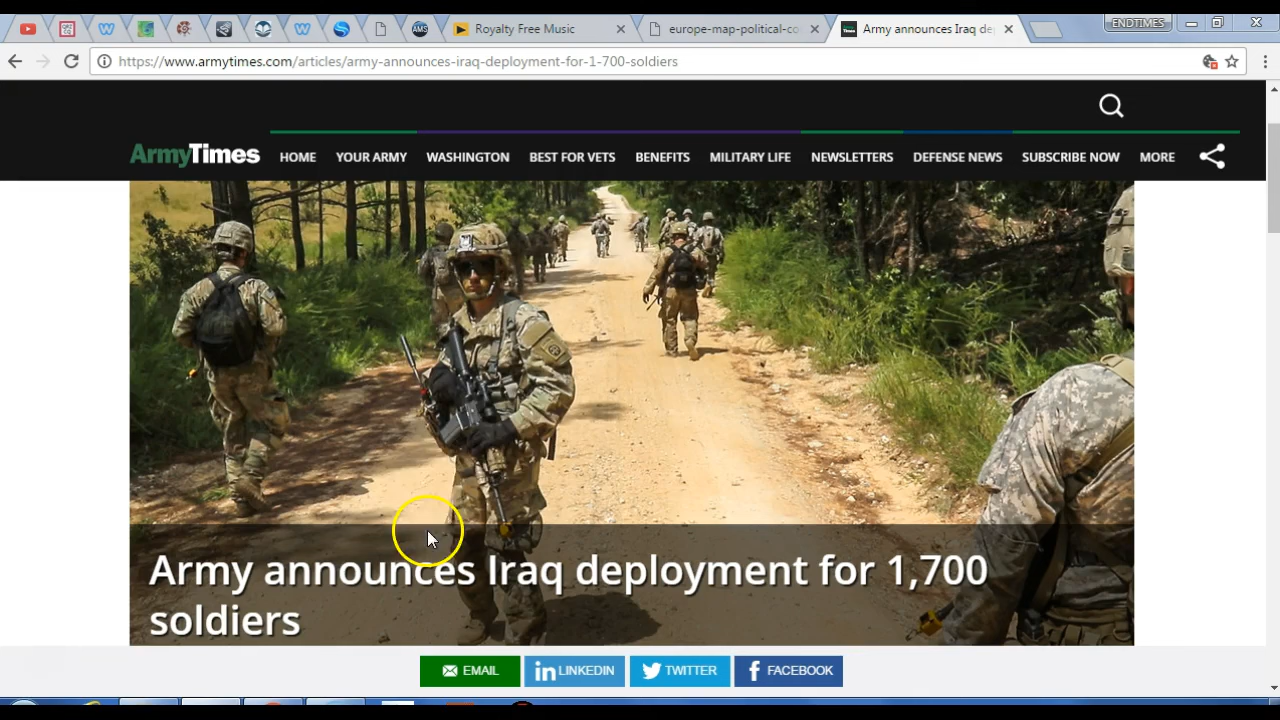 AMS
Royalty Free Music
europe-map-political-co
Army announces Iraq de
ENDTIMES
https://www.armytimes.com/articles/army-announces-iraq-deployment-for-1-700-soldiers
ArmyTimes
HOME
YOUR ARMY
WASHINGTON
BEST FOR VETS
BENEFITS
MILITARY LIFE
NEWSLETTERS
DEFENSE NEWS
SUBSCRIBE NOW
MORE
Army announces Iraq deployment for 1,700
soldiers
EMAIL
LINKEDIN
TWITTER
FACEBOOK